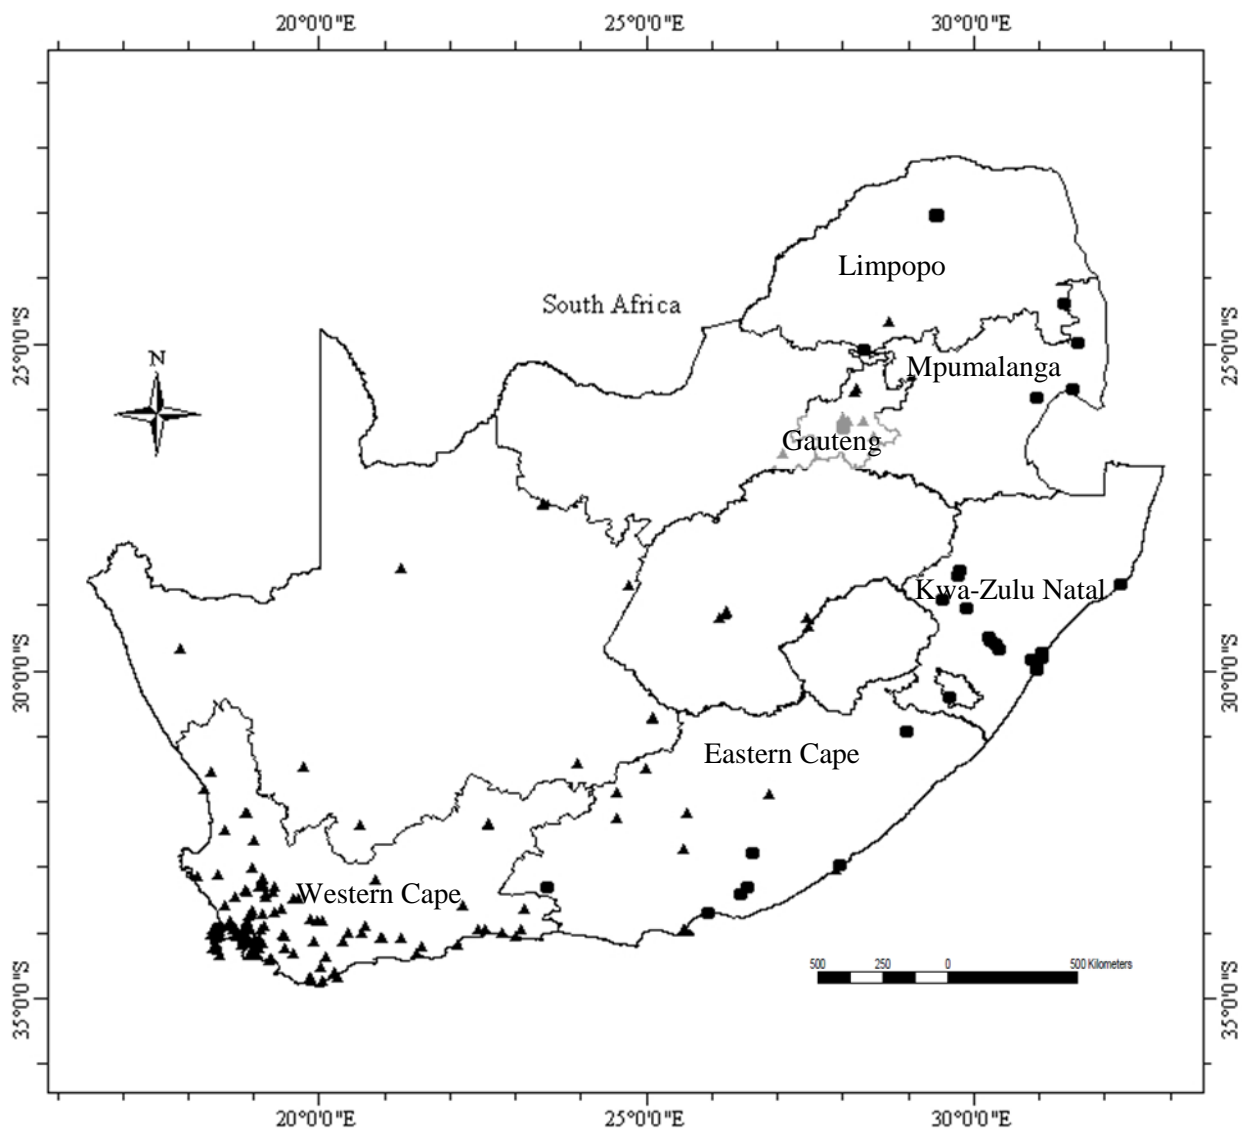 20°0'0"E 25°0'0"E 30°0'0"E
Limpopo
South Africa
25°0'0"S 25°0'0"S
N
Mpumalanga
Gauteng
Kwa-Zulu Natal
30°0'0"S 30°0'0"S
Eastern Cape
Western Cape
500 250 0 500 Kilometers
35°0'0"S 35°0'0"S
20°0'0"E 25°0'0"E 30°0'0"E